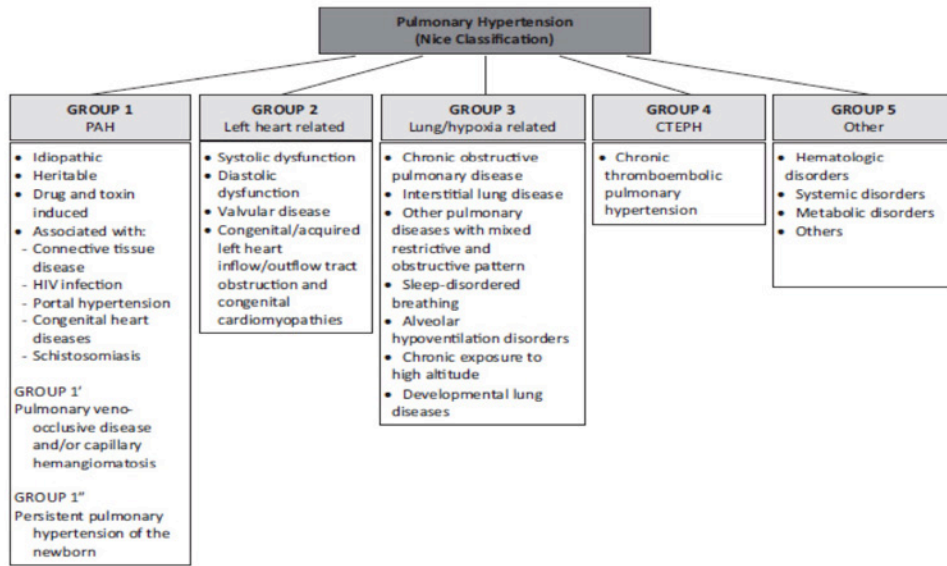 Pulmonary Hypertension
(Nice Classification)
GROUP 1
PAH
• Idiopathic
• Heritable
• Drug and toxin
induced
• Associated with:
- Connective tissue
disease
- HIV infection
- Portal hypertension
- Congenital heart
diseases
- Schistosomiasis
GROUP 1'
Pulmonary veno-
occlusive disease
and/or capillary
hemangiomatosis
GROUP 1"
Persistent pulmonary
hypertension of the
newborn
GROUP 2
Left heart related
• Systolic dysfunction
• Diastolic
dysfunction
• Valvular disease
• Congenital/acquired
left heart
inflow/outflow tract
obstruction and
congenital
cardiomyopathies
GROUP 3
Lung/hypoxia related
• Chronic obstructive
pulmonary disease
• Interstitial lung disease
• Other pulmonary
diseases with mixed
restrictive and
obstructive pattern
• Sleep-disordered
breathing
• Alveolar
hypoventilation disorders
• Chronic exposure to
high altitude
• Developmental lung
diseases
GROUP 4
CTEPH
• Chronic
thromboembolic
pulmonary
hypertension
GROUP 5
Other
• Hematologic
disorders
• Systemic disorders
• Metabolic disorders
• Others